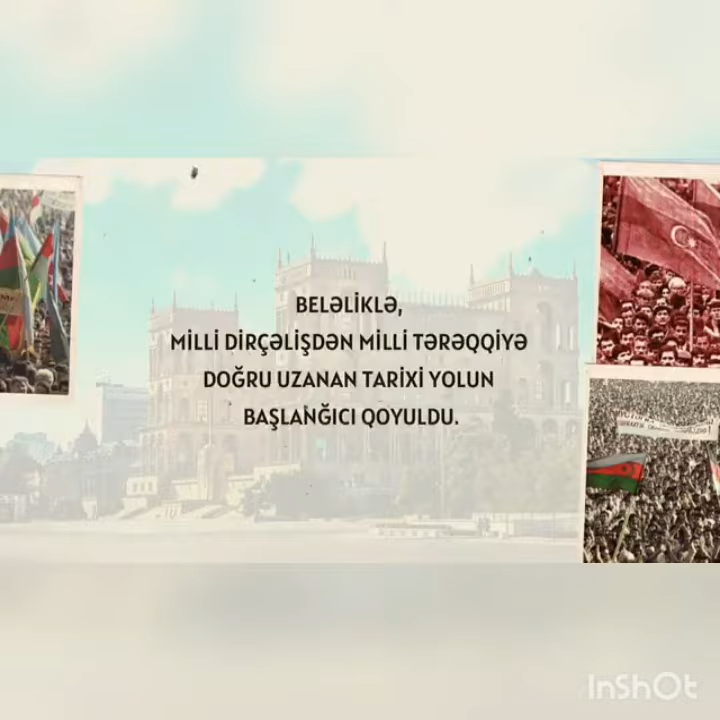 BELƏLİKLƏ,
MİLLİ DİRÇƏLİŞDƏN MİLLİ TƏRƏQQİYƏ
DOĞRU UZANAN TARİXİ YOLUN
BAŞLANĞICI QOYULDU.
InShOt